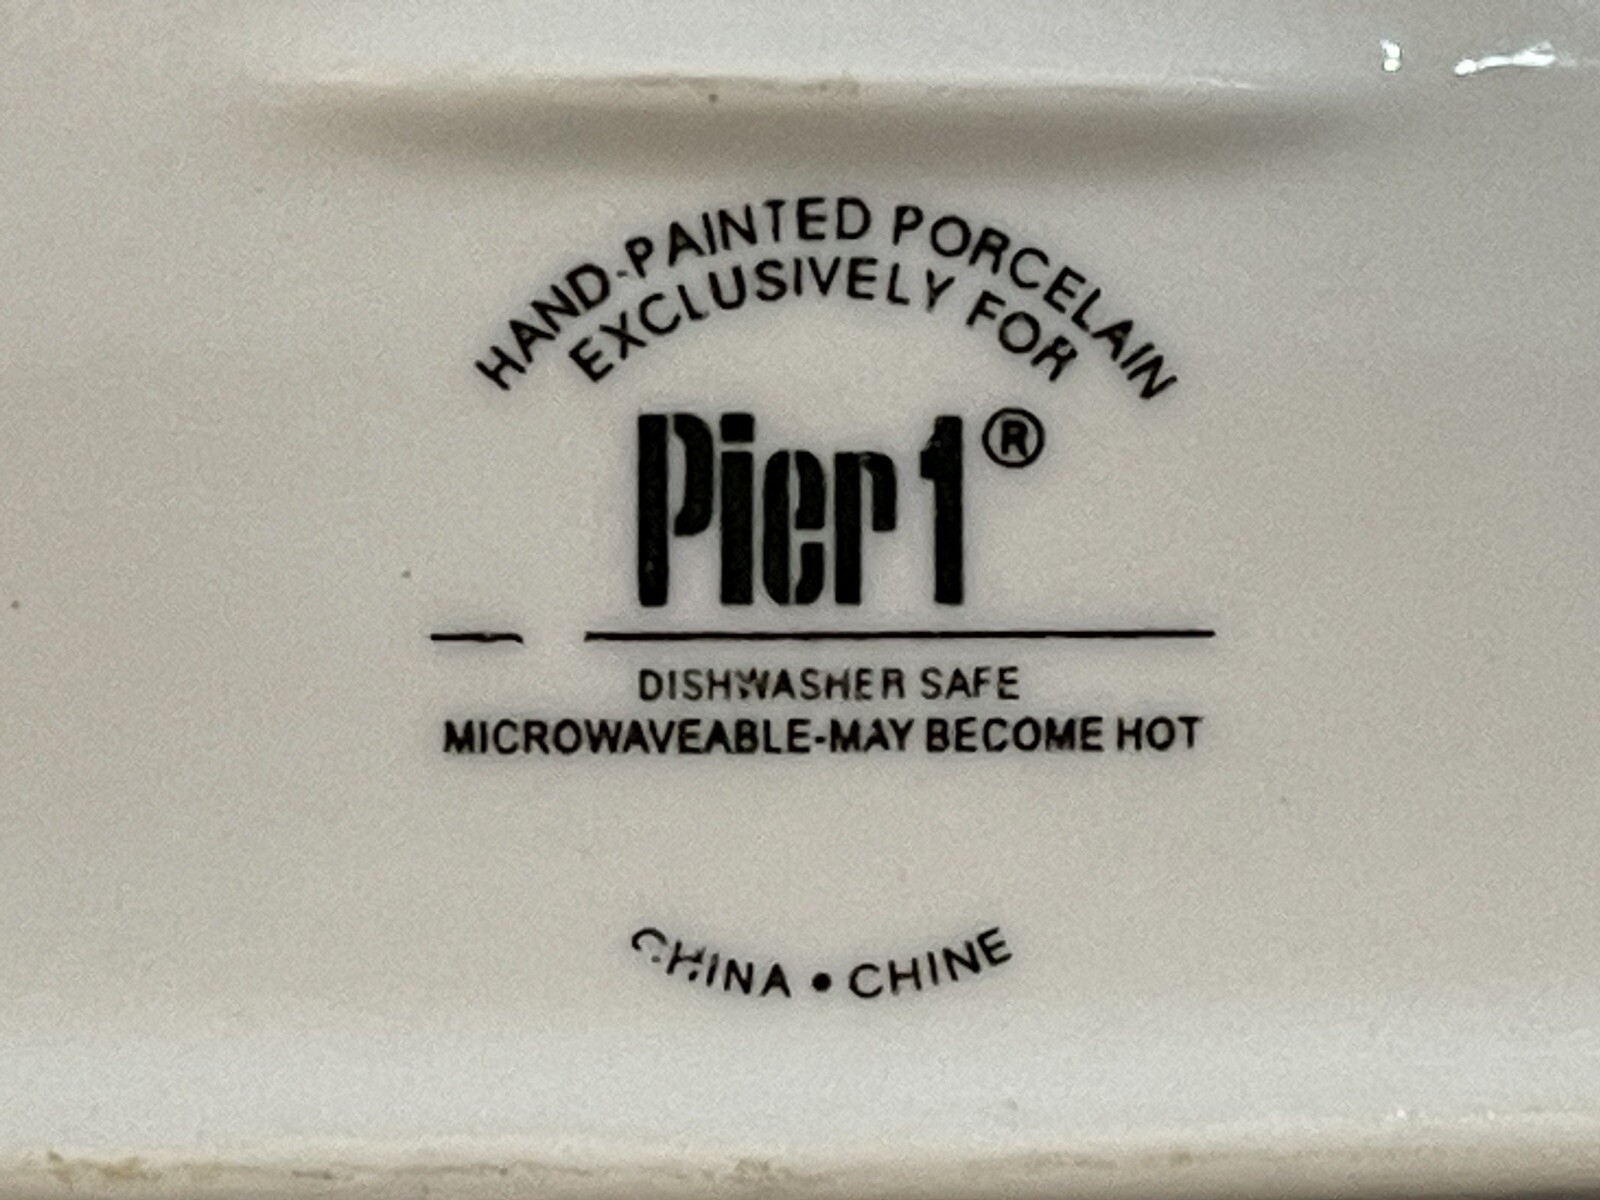 HAND-PAINTED PORCELAIN
EXCLUSIVELY FOR
Pier 1®
DISHWASHER SAFE
MICROWAVEABLE-MAY BECOME HOT
CHINA • CHINE